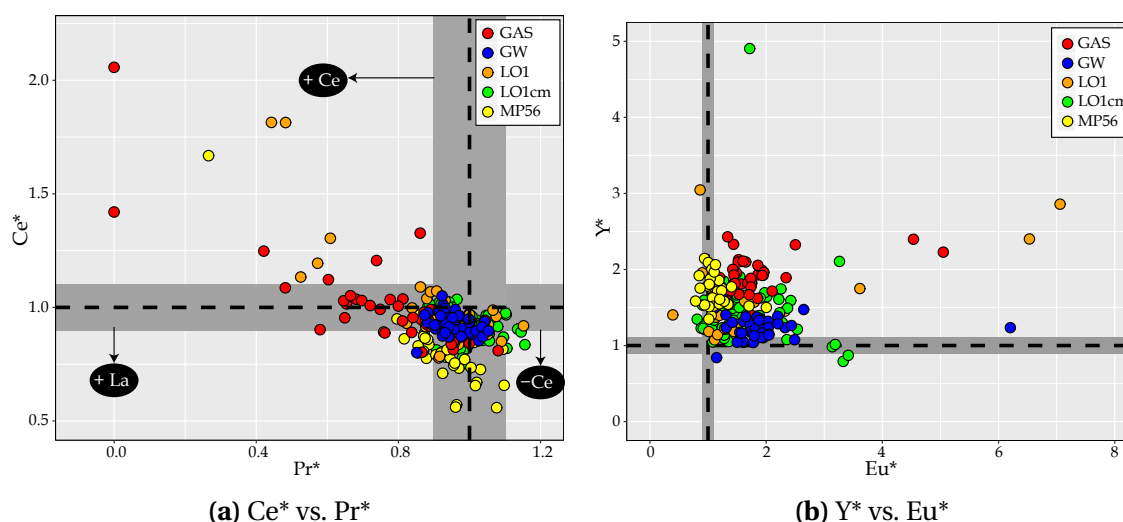 GAS
GW
LO1
LO1cm
MP56
+ Ce
+ La
−Ce
2.0
1.5
1.0
0.5
Ce*
0.0
0.4
0.8
1.2
Pr*
(a) Ce* vs. Pr*
GAS
GW
LO1
LO1cm
MP56
5
4
3
2
1
0
Y*
0
2
4
6
8
Eu*
(b) Y* vs. Eu*